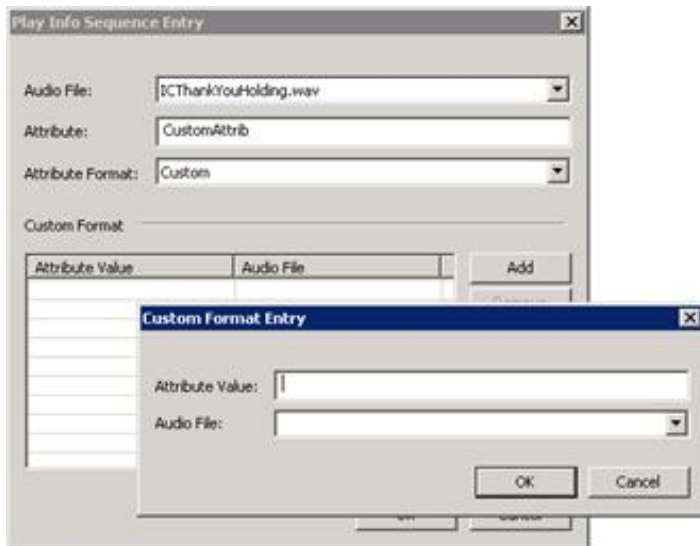 Play Info Sequence Entry
Audio File: ICThankYouHolding.wav
Attribute: CustomAttrib
Attribute Format: Custom
Custom Format
Attribute Value Audio File
Add
Custom Format Entry
Attribute Value:
Audio File:
OK Cancel